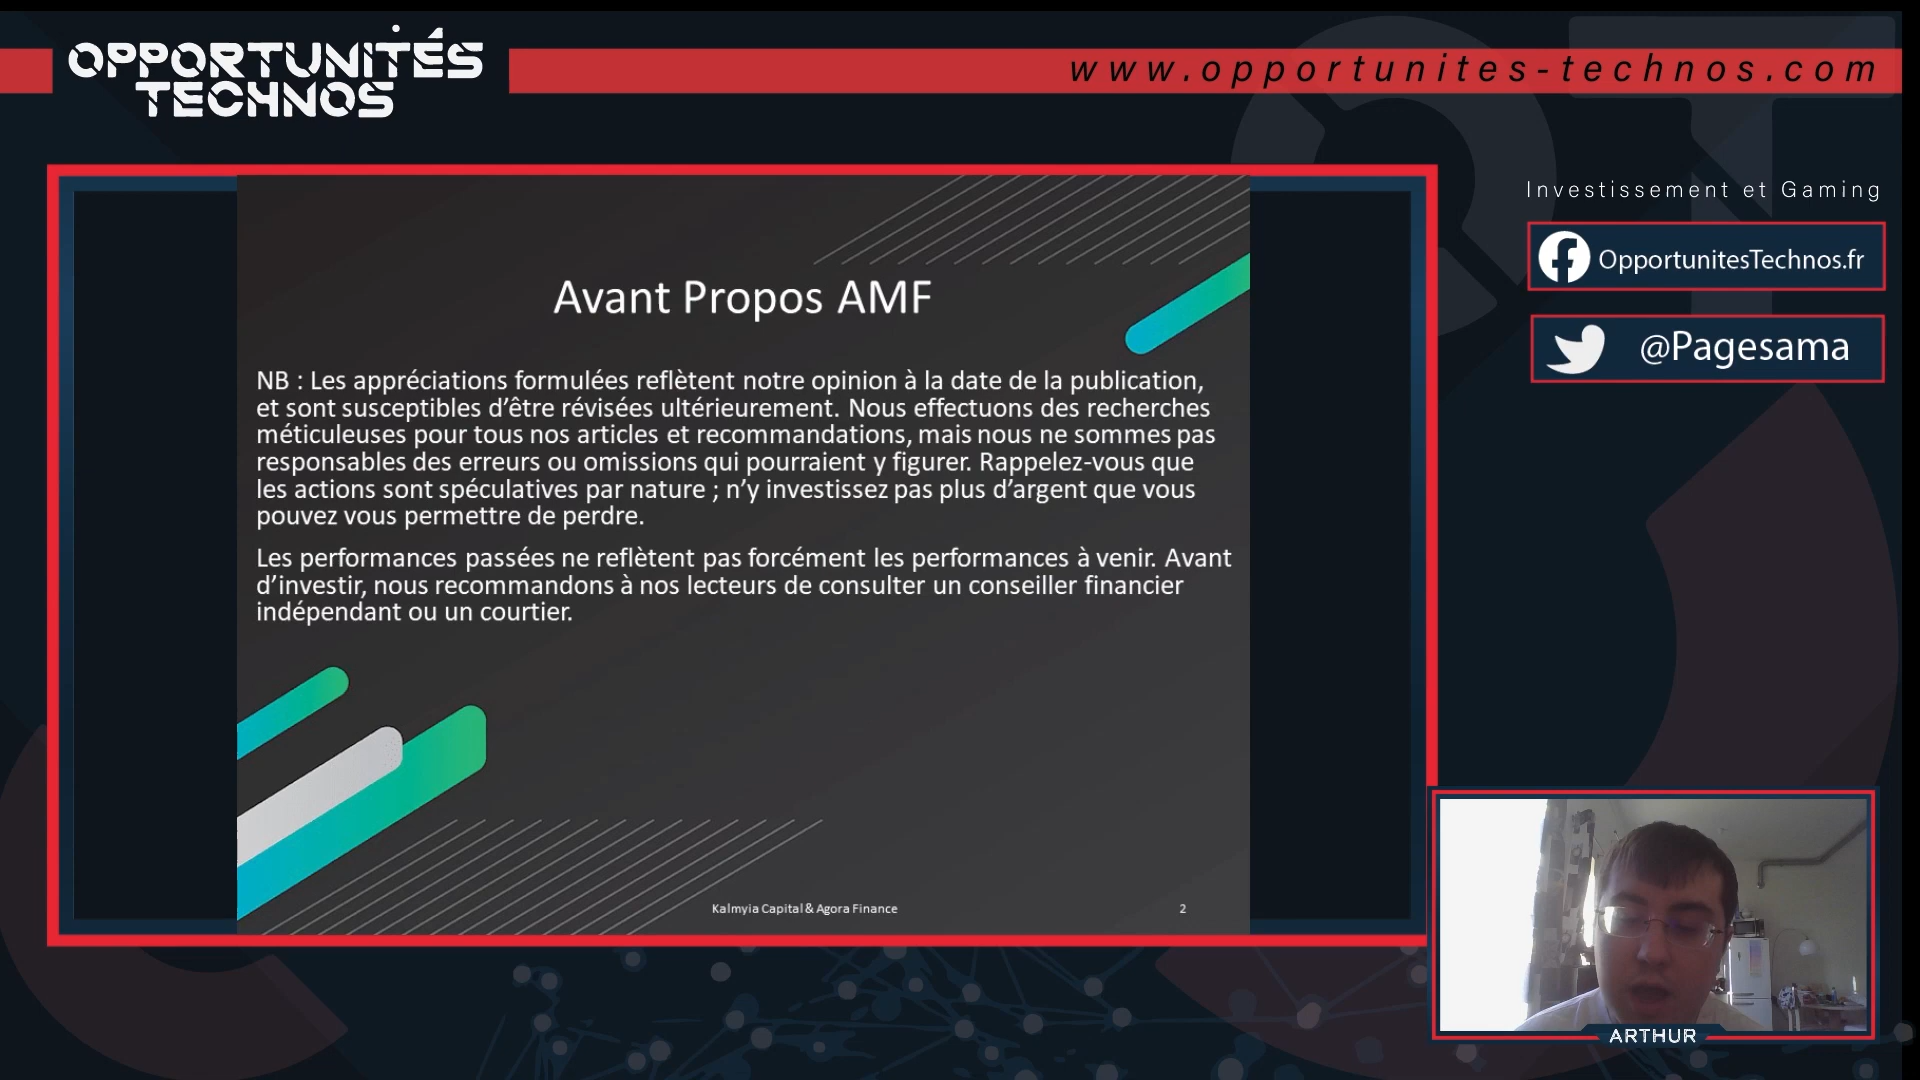 OPPORTUNITÉS
TECHNOS
www.opportunites-technos.com
Investissement et Gaming
OpportunitesTechnos.fr
@Pagesama
Avant Propos AMF
NB : Les appréciations formulées reflètent notre opinion à la date de la publication,
et sont susceptibles d’être révisées ultérieurement. Nous effectuons des recherches
méticuleuses pour tous nos articles et recommandations, mais nous ne sommes pas
responsables des erreurs ou omissions qui pourraient y figurer. Rappelez-vous que
les actions sont spéculatives par nature ; n’y investissez pas plus d’argent que vous
pouvez vous permettre de perdre.
Les performances passées ne reflètent pas forcément les performances à venir. Avant
d’investir, nous recommandons à nos lecteurs de consulter un conseiller financier
indépendant ou un courtier.
Kalmyia Capital & Agora Finance
2
ARTHUR